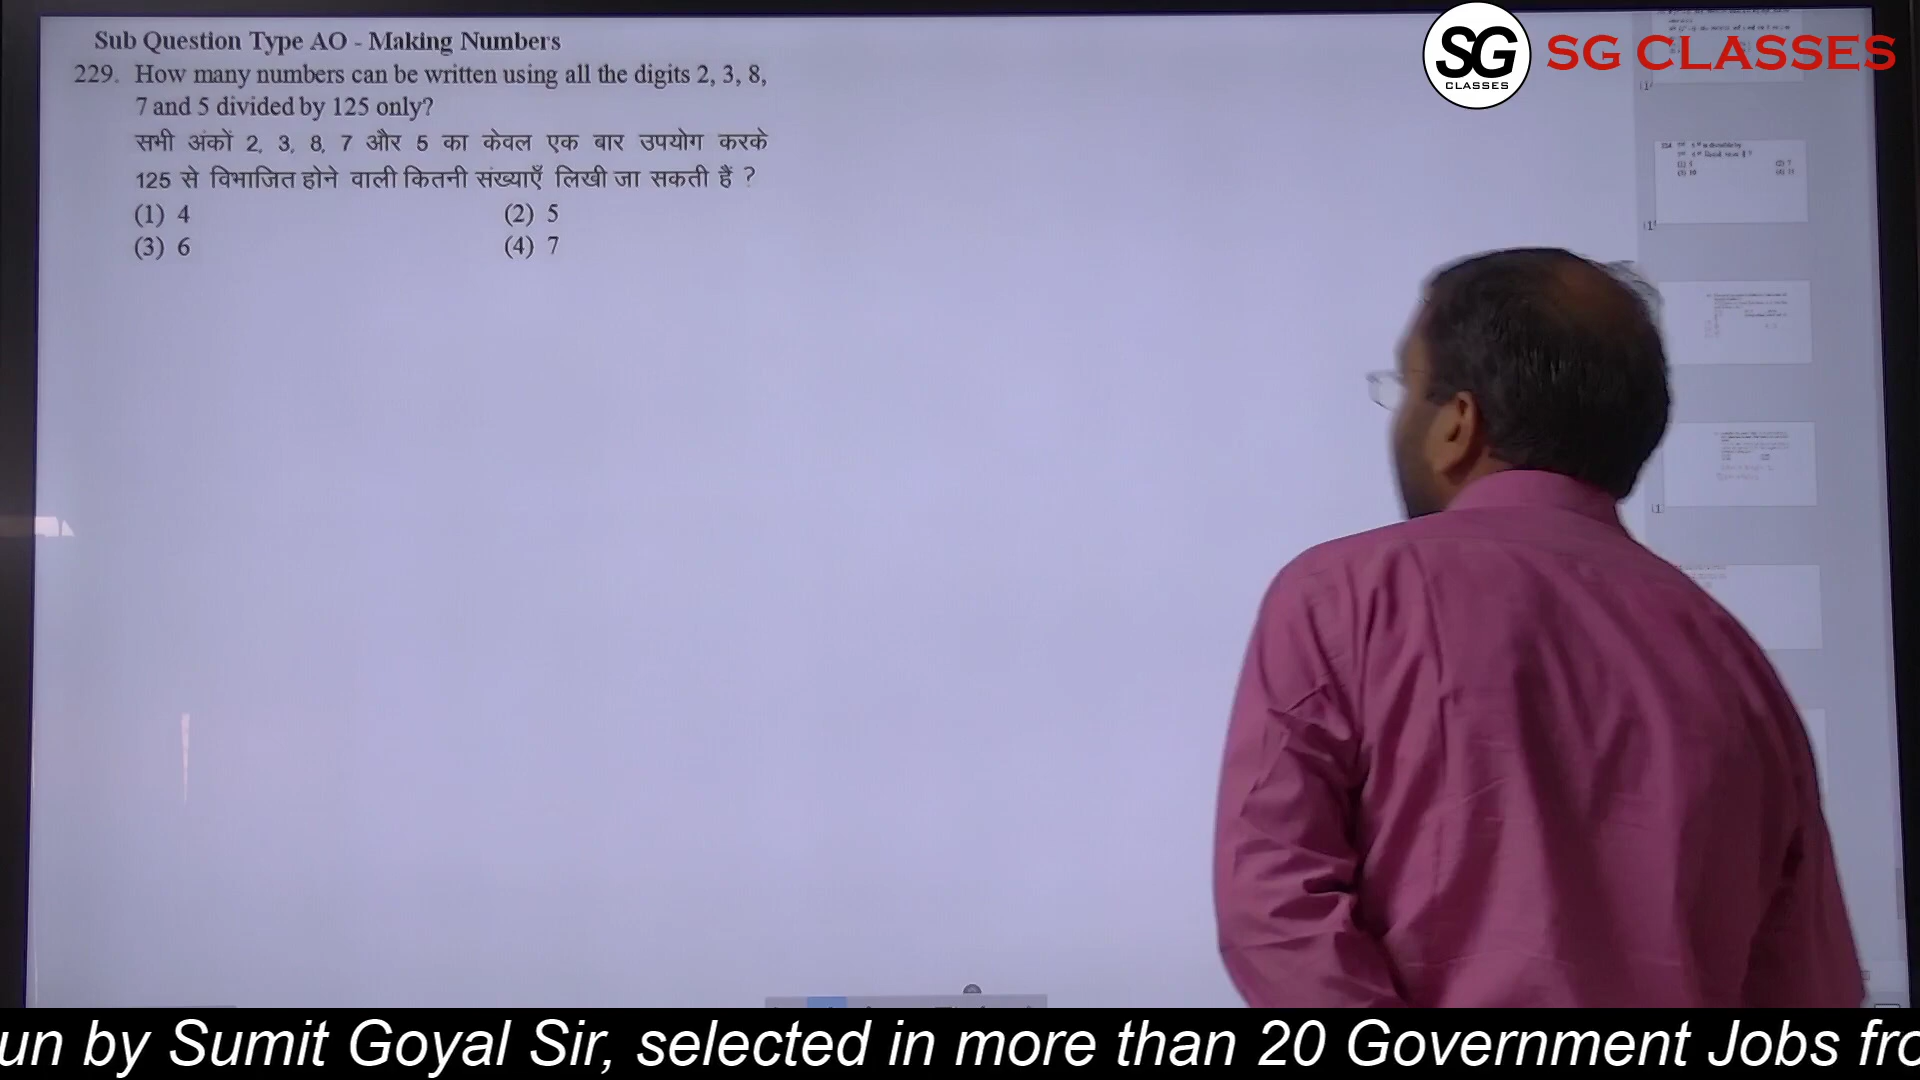 Sub Question Type AO - Making Numbers
229. How many numbers can be written using all the digits 2, 3, 8,
7 and 5 divided by 125 only?
सभी अंकों 2, 3, 8, 7 और 5 का केवल एक बार उपयोग करके
125 से विभाजित होने वाली कितनी संख्याएँ लिखी जा सकती हैं ?
(1) 4 (2) 5
(3) 6 (4) 7
SG
CLASSES
SG CLASSES
un by Sumit Goyal Sir, selected in more than 20 Government Jobs fro